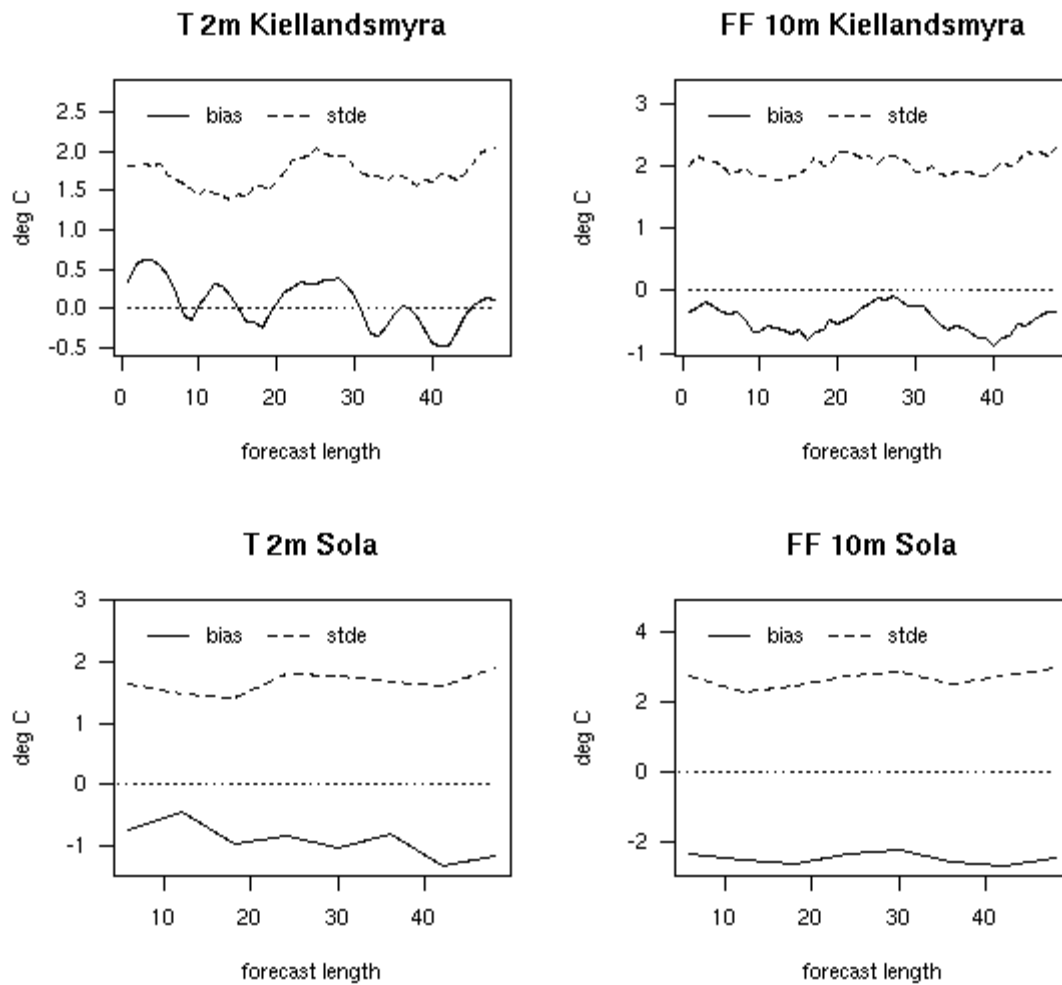 T 2m Kiellandsmyra
2.5
2.0
1.5
1.0
0.5
0.0
-0.5
bias
stde
deg C
0
10
20
30
40
forecast length
FF 10m Kiellandsmyra
3
2
1
0
-1
bias
stde
deg C
0
10
20
30
40
forecast length
T 2m Sola
3
2
1
0
-1
bias
stde
deg C
10
20
30
40
forecast length
FF 10m Sola
4
2
0
-2
bias
stde
deg C
10
20
30
40
forecast length